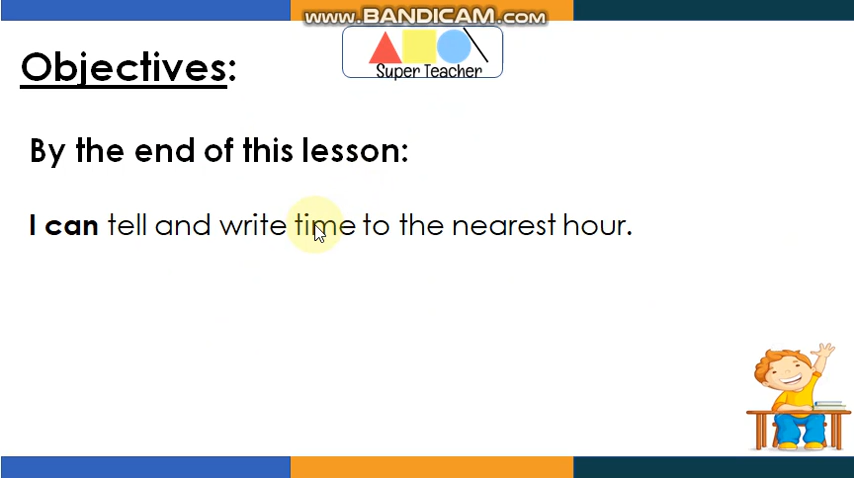 WWW.BANDICAM.COM
Super Teacher
Objectives:
By the end of this lesson:
I can tell and write time to the nearest hour.